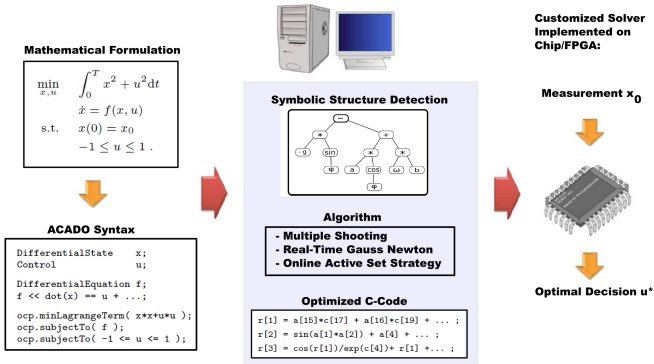 Mathematical Formulation
min x,u ∫₀ᵀ x² + u² dt
ẋ = f(x, u)
s.t. x(0) = x₀
−1 ≤ u ≤ 1 .
ACADO Syntax
DifferentialState x;
Control u;
DifferentialEquation f;
f << dot(x) == u + ...;
ocp.minLagrangeTerm( x*x+u*u );
ocp.subjectTo( f );
ocp.subjectTo( -1 <= u <= 1 );
Symbolic Structure Detection
−
* +
- g sin * *
φ a cos ω b
φ
Algorithm
- Multiple Shooting
- Real-Time Gauss Newton
- Online Active Set Strategy
Optimized C-Code
r[1] = a[15]*c[17] + a[16]*c[19] + ... ;
r[2] = sin(a[1]*a[2]) + a[4] + ... ;
r[3] = cos(r[1])/exp(c[4])+ r[1] +... ;
Customized Solver
Implemented on
Chip/FPGA:
Measurement x₀
Optimal Decision u*